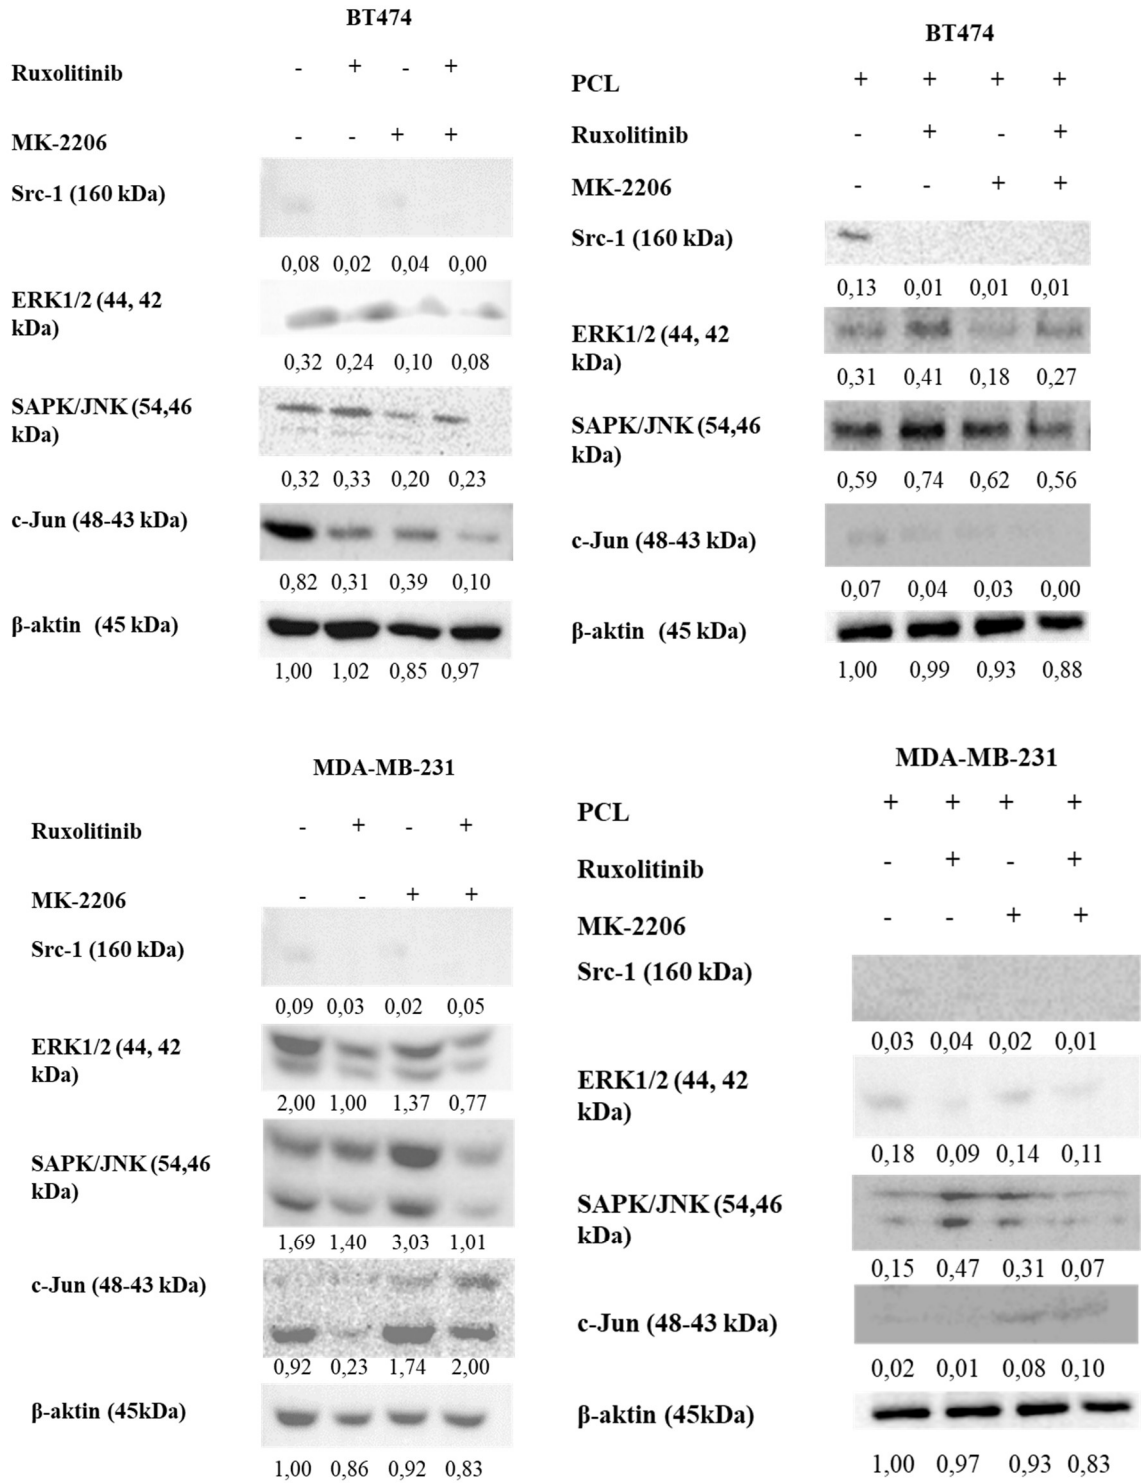 BT474
Ruxolitinib - + - +
MK-2206 - - + +
Src-1 (160 kDa)
0,08 0,02 0,04 0,00
ERK1/2 (44, 42
kDa)
0,32 0,24 0,10 0,08
SAPK/JNK (54,46
kDa)
0,32 0,33 0,20 0,23
c-Jun (48-43 kDa)
0,82 0,31 0,39 0,10
β-aktin (45 kDa)
1,00 1,02 0,85 0,97
BT474
PCL + + + +
Ruxolitinib - + - +
MK-2206 - - + +
Src-1 (160 kDa)
0,13 0,01 0,01 0,01
ERK1/2 (44, 42
kDa)
0,31 0,41 0,18 0,27
SAPK/JNK (54,46
kDa)
0,59 0,74 0,62 0,56
c-Jun (48-43 kDa)
0,07 0,04 0,03 0,00
β-aktin (45 kDa)
1,00 0,99 0,93 0,88
MDA-MB-231
Ruxolitinib - + - +
MK-2206 - - + +
Src-1 (160 kDa)
0,09 0,03 0,02 0,05
ERK1/2 (44, 42
kDa)
2,00 1,00 1,37 0,77
SAPK/JNK (54,46
kDa)
1,69 1,40 3,03 1,01
c-Jun (48-43 kDa)
0,92 0,23 1,74 2,00
β-aktin (45kDa)
1,00 0,86 0,92 0,83
MDA-MB-231
PCL + + + +
Ruxolitinib - + - +
MK-2206 - - + +
Src-1 (160 kDa)
0,03 0,04 0,02 0,01
ERK1/2 (44, 42
kDa)
0,18 0,09 0,14 0,11
SAPK/JNK (54,46
kDa)
0,15 0,47 0,31 0,07
c-Jun (48-43 kDa)
0,02 0,01 0,08 0,10
β-aktin (45kDa)
1,00 0,97 0,93 0,83